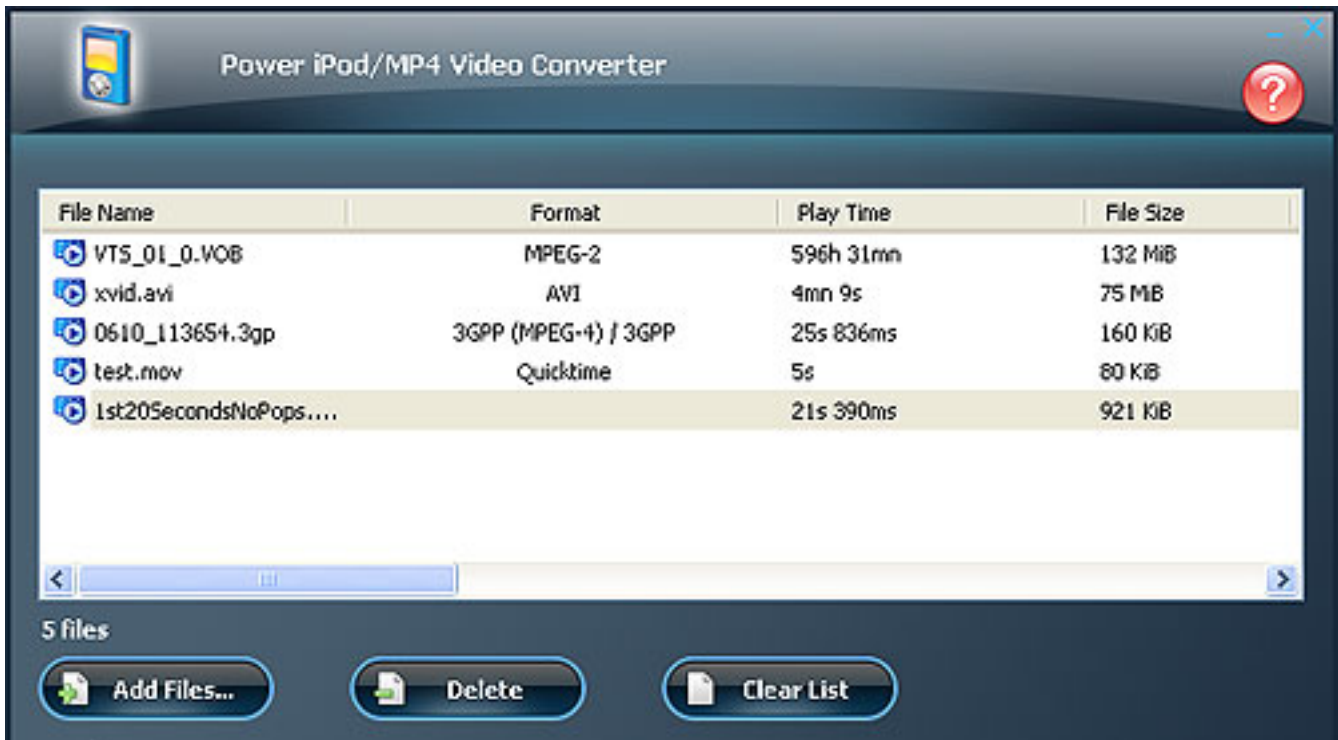 Power iPod/MP4 Video Converter
File Name Format Play Time File Size
VTS_01_0.VOB MPEG-2 596h 31mn 132 MiB
xvid.avi AVI 4mn 9s 75 MiB
0610_113654.3gp 3GPP (MPEG-4) / 3GPP 25s 836ms 160 KiB
test.mov Quicktime 5s 80 KiB
1st20SecondsNoPops.... 21s 390ms 921 KiB
5 files
Add Files... Delete Clear List